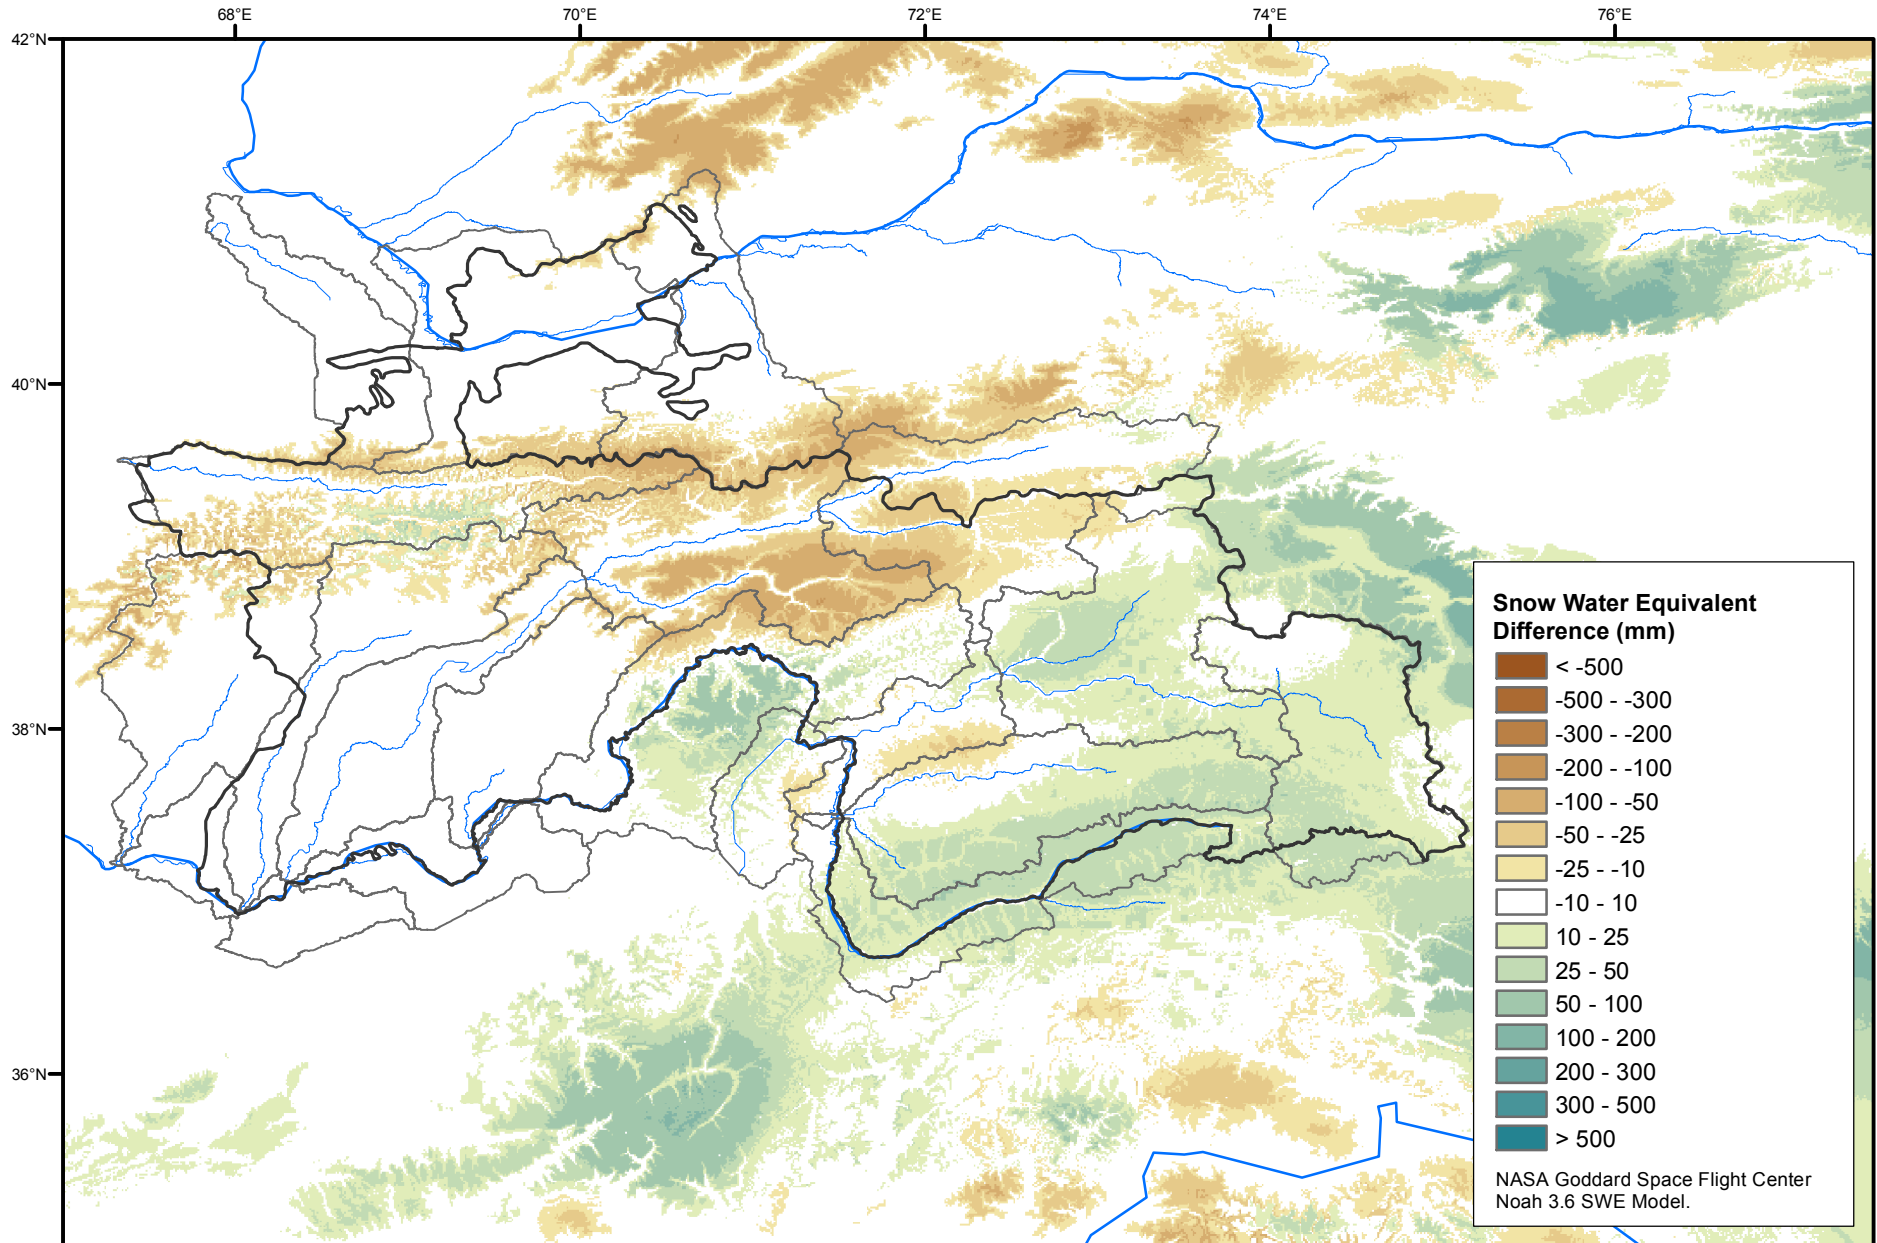 68°E
70°E
72°E
74°E
76°E
42°N
40°N
38°N
36°N
Snow Water Equivalent
Difference (mm)
< -500
-500 - -300
-300 - -200
-200 - -100
-100 - -50
-50 - -25
-25 - -10
-10 - 10
10 - 25
25 - 50
50 - 100
100 - 200
200 - 300
300 - 500
> 500
NASA Goddard Space Flight Center
Noah 3.6 SWE Model.